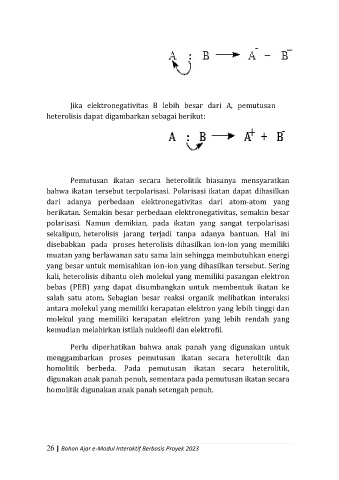 A : B → A⁻ − B⁻
Jika elektronegativitas B lebih besar dari A, pemutusan
heterolisis dapat digambarkan sebagai berikut:
A : B → A⁺ + B⁻
Pemutusan ikatan secara heterolitik biasanya mensyaratkan
bahwa ikatan tersebut terpolarisasi. Polarisasi ikatan dapat dihasilkan
dari adanya perbedaan elektronegativitas dari atom-atom yang
berikatan. Semakin besar perbedaan elektronegativitas, semakin besar
polarisasi. Namun demikian, pada ikatan yang sangat terpolarisasi
sekalipun, heterolisis jarang terjadi tanpa adanya bantuan. Hal ini
disebabkan pada proses heterolisis dihasilkan ion-ion yang memiliki
muatan yang berlawanan satu sama lain sehingga membutuhkan energi
yang besar untuk memisahkan ion-ion yang dihasilkan tersebut. Sering
kali, heterolisis dibantu oleh molekul yang memiliki pasangan elektron
bebas (PEB) yang dapat disumbangkan untuk membentuk ikatan ke
salah satu atom. Sebagian besar reaksi organik melibatkan interaksi
antara molekul yang memiliki kerapatan elektron yang lebih tinggi dan
molekul yang memiliki kerapatan elektron yang lebih rendah yang
kemudian melahirkan istilah nukleofil dan elektrofil.
Perlu diperhatikan bahwa anak panah yang digunakan untuk
menggambarkan proses pemutusan ikatan secara heterolitik dan
homolitik berbeda. Pada pemutusan ikatan secara heterolitik,
digunakan anak panah penuh, sementara pada pemutusan ikatan secara
homolitik digunakan anak panah setengah penuh.
26 | Bahan Ajar e-Modul Interaktif Berbasis Proyek 2023